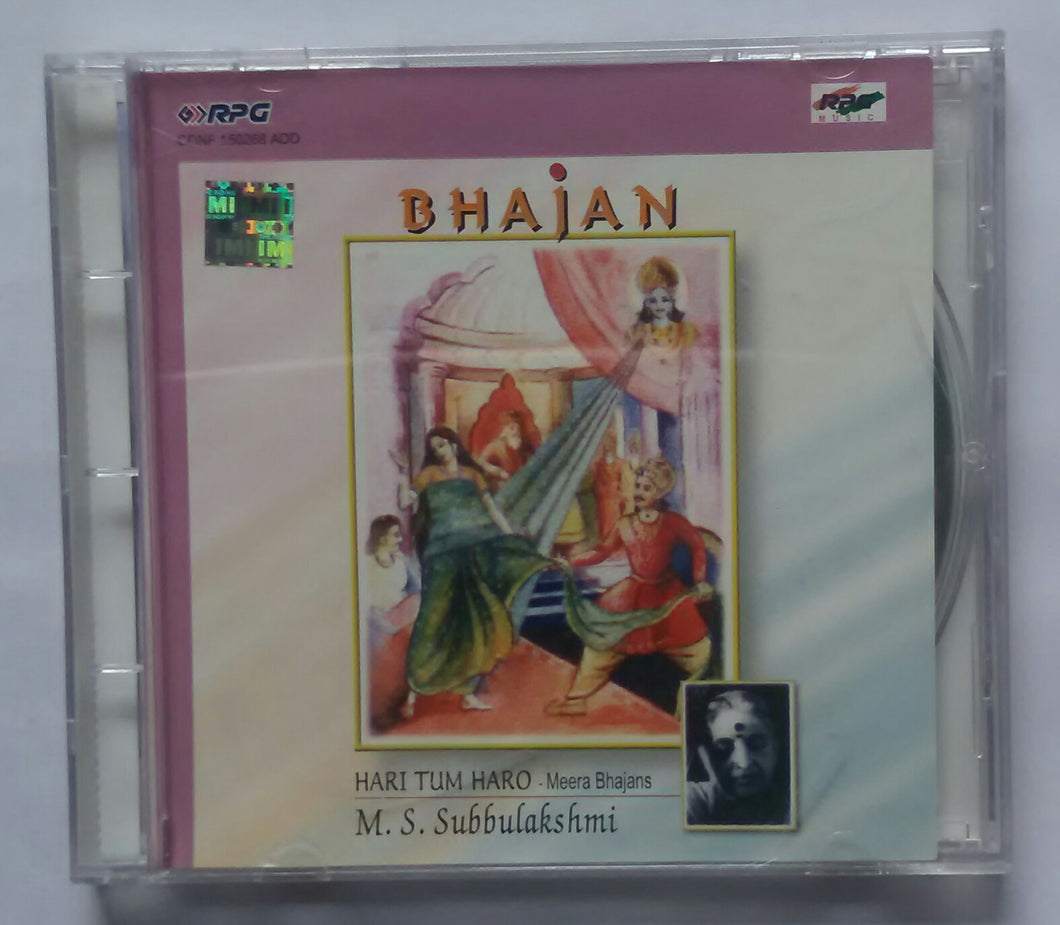 RPG
CDNF 150268 ADD
RPG
MUSIC
BHAjAN
HARI TUM HARO - Meera Bhajans
M. S. Subbulakshmi